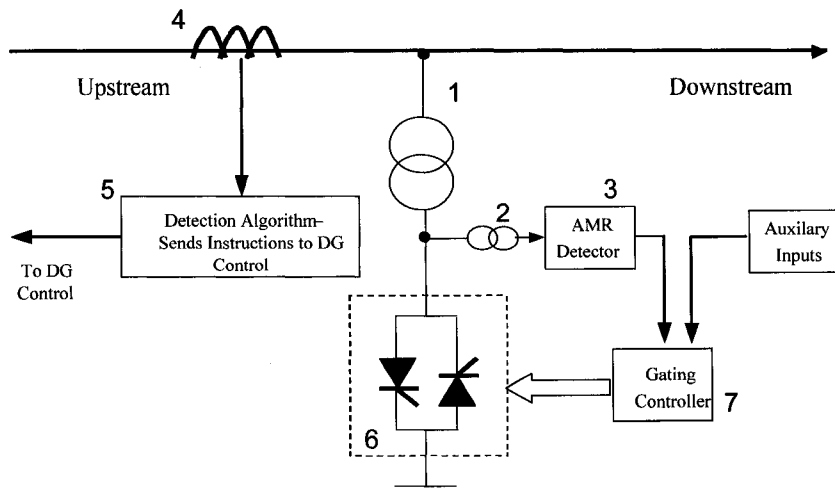 4
Upstream
1
Downstream
5
Detection Algorithm–
Sends Instructions to DG
Control
2
3
AMR
Detector
Auxilary
Inputs
To DG
Control
6
Gating
Controller
7